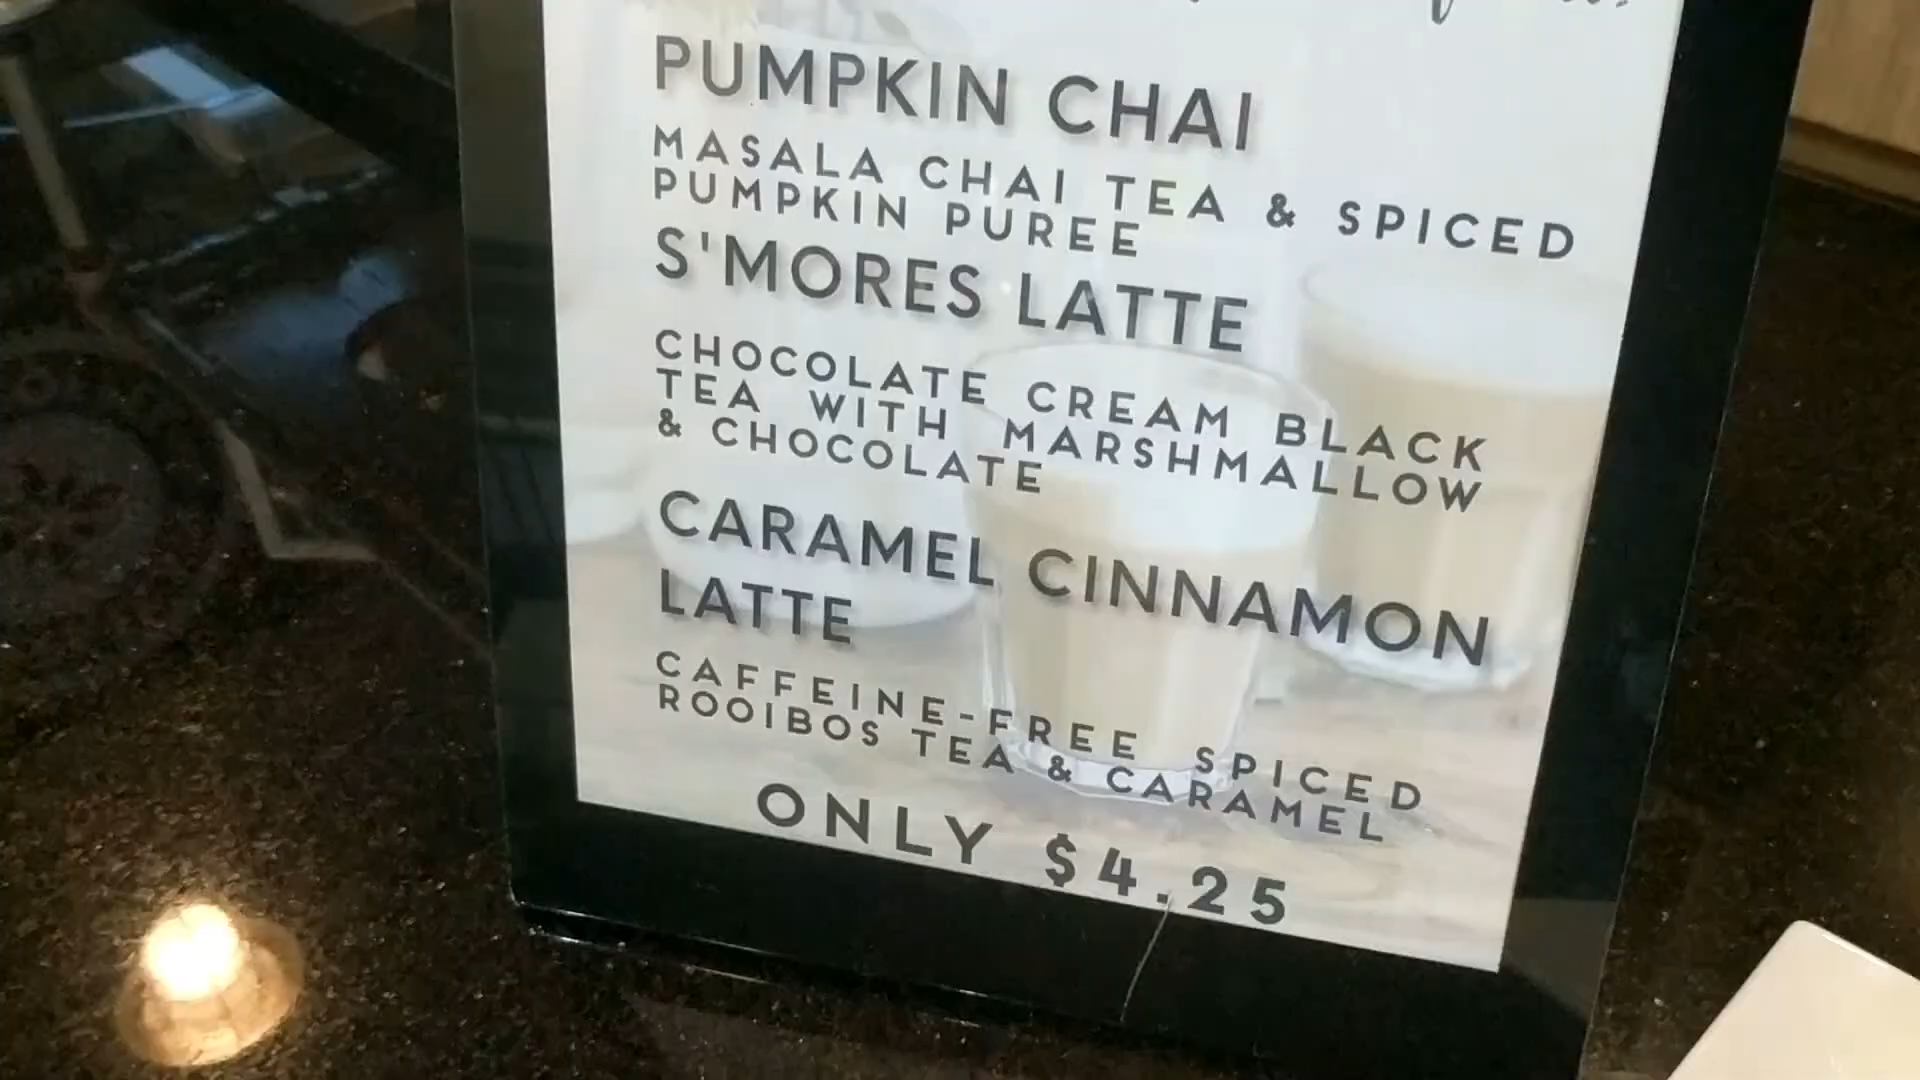 PUMPKIN CHAI
MASALA CHAI TEA & SPICED
PUMPKIN PUREE
S'MORES LATTE
CHOCOLATE CREAM BLACK
TEA WITH MARSHMALLOW
& CHOCOLATE
CARAMEL CINNAMON
LATTE
CAFFEINE-FREE SPICED
ROOIBOS TEA & CARAMEL
ONLY $4.25